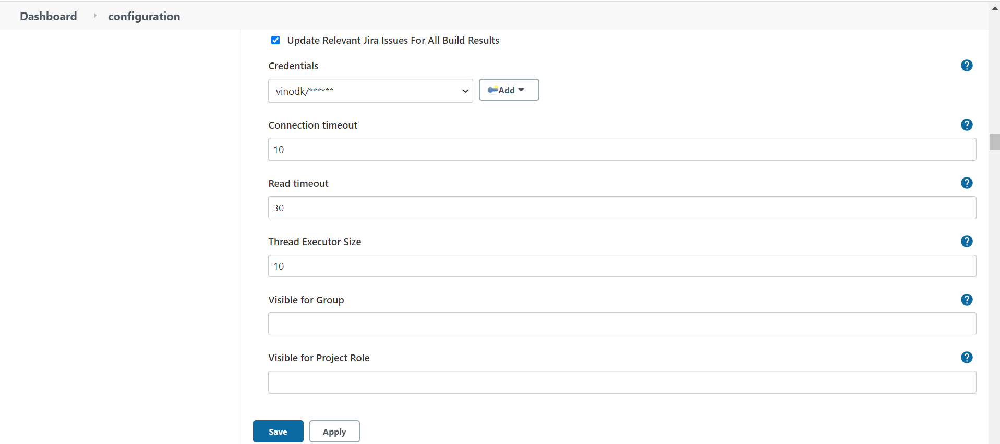 Dashboard configuration
Update Relevant Jira Issues For All Build Results
Credentials ?
vinodk/****** Add
Connection timeout ?
10
Read timeout ?
30
Thread Executor Size ?
10
Visible for Group ?
Visible for Project Role ?
Save Apply